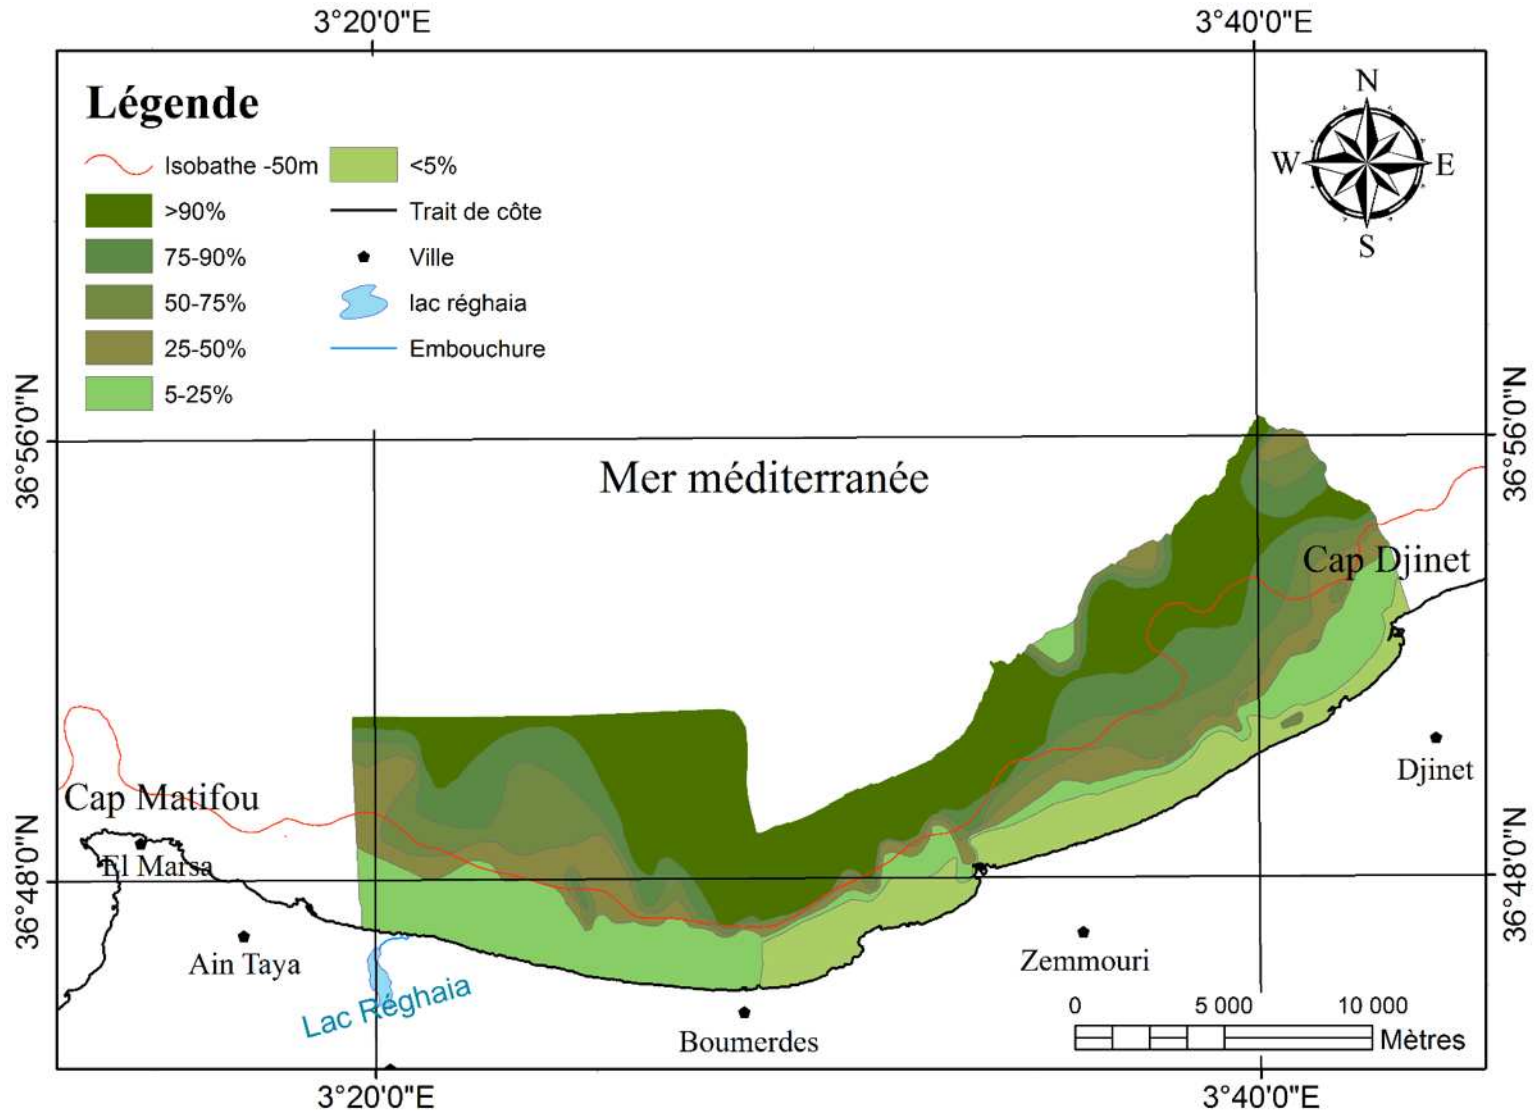 3°20'0"E
3°40'0"E
Légende
Isobathe -50m
>90%
75-90%
50-75%
25-50%
5-25%
<5%
Trait de côte
Ville
lac réghaia
Embouchure
N
W
E
S
36°56'0"N
36°56'0"N
Mer méditerranée
Cap Djinet
Cap Matifou
El Marsa
Djinet
36°48'0"N
36°48'0"N
Ain Taya
Zemmouri
Lac Réghaia
Boumerdes
0 5 000 10 000
Mètres
3°20'0"E
3°40'0"E